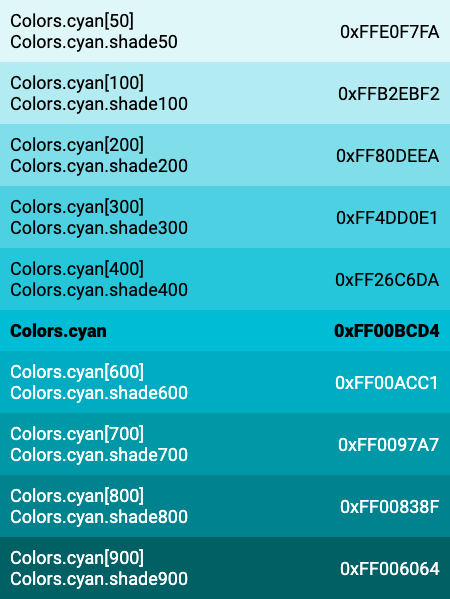 Colors.cyan[50]
Colors.cyan.shade50
0xFFE0F7FA
Colors.cyan[100]
Colors.cyan.shade100
0xFFB2EBF2
Colors.cyan[200]
Colors.cyan.shade200
0xFF80DEEA
Colors.cyan[300]
Colors.cyan.shade300
0xFF4DD0E1
Colors.cyan[400]
Colors.cyan.shade400
0xFF26C6DA
Colors.cyan
0xFF00BCD4
Colors.cyan[600]
Colors.cyan.shade600
0xFF00ACC1
Colors.cyan[700]
Colors.cyan.shade700
0xFF0097A7
Colors.cyan[800]
Colors.cyan.shade800
0xFF00838F
Colors.cyan[900]
Colors.cyan.shade900
0xFF006064